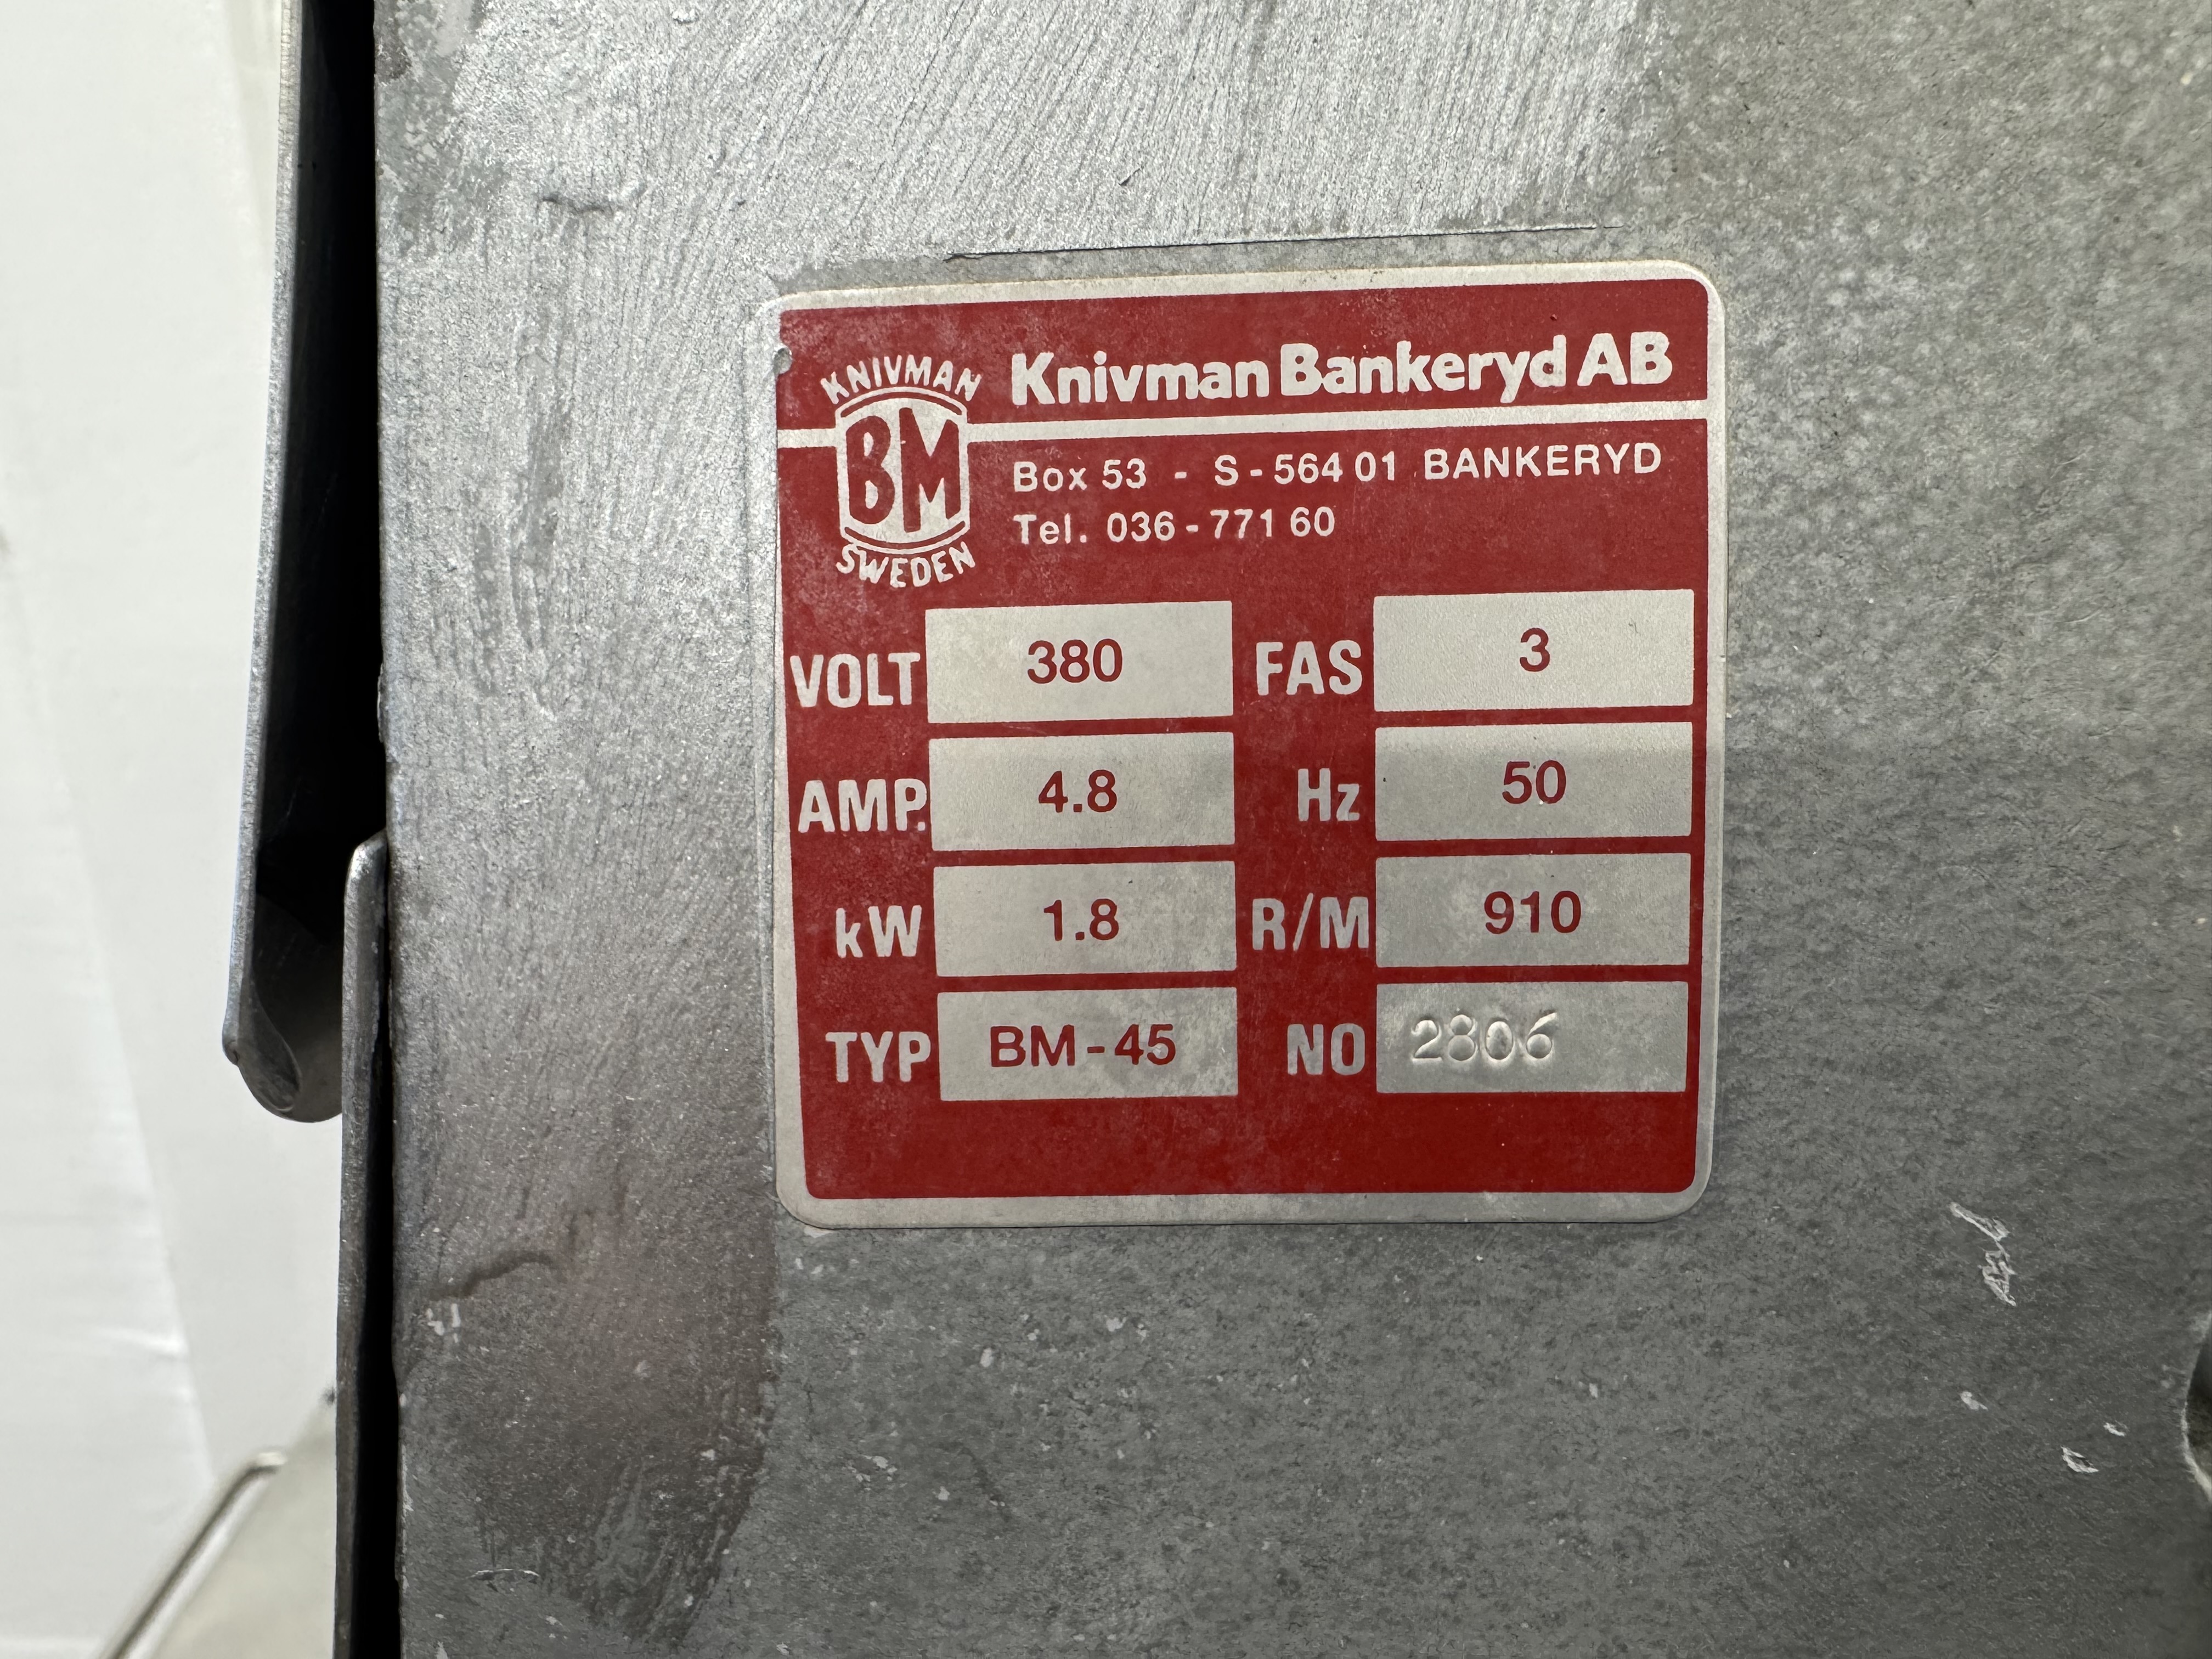 KNIVMAN
BM
SWEDEN
Knivman Bankeryd AB
Box 53 - S - 564 01 BANKERYD
Tel. 036 - 771 60
VOLT 380 FAS 3
AMP. 4.8 Hz 50
kW 1.8 R/M 910
TYP BM - 45 NO 2806